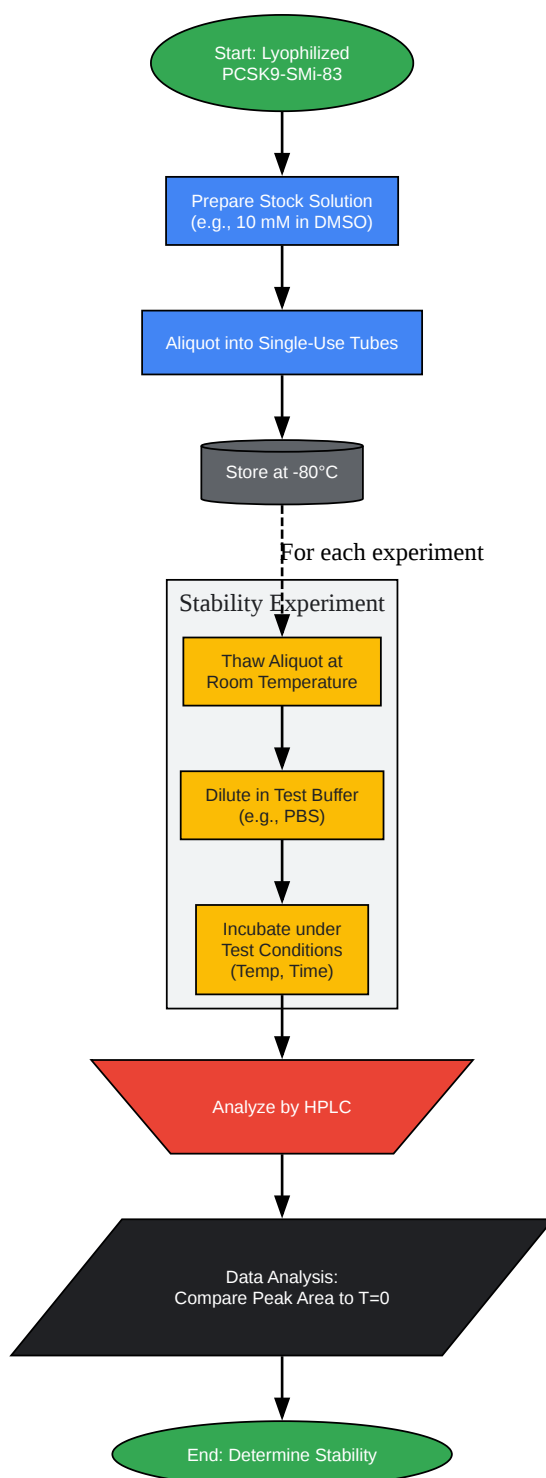 Start: Lyophilized
PCSK9-SMi-83
Prepare Stock Solution
(e.g., 10 mM in DMSO)
Aliquot into Single-Use Tubes
Store at -80°C
For each experiment
Stability Experiment
Thaw Aliquot at
Room Temperature
Dilute in Test Buffer
(e.g., PBS)
Incubate under
Test Conditions
(Temp, Time)
Analyze by HPLC
Data Analysis:
Compare Peak Area to T=0
End: Determine Stability